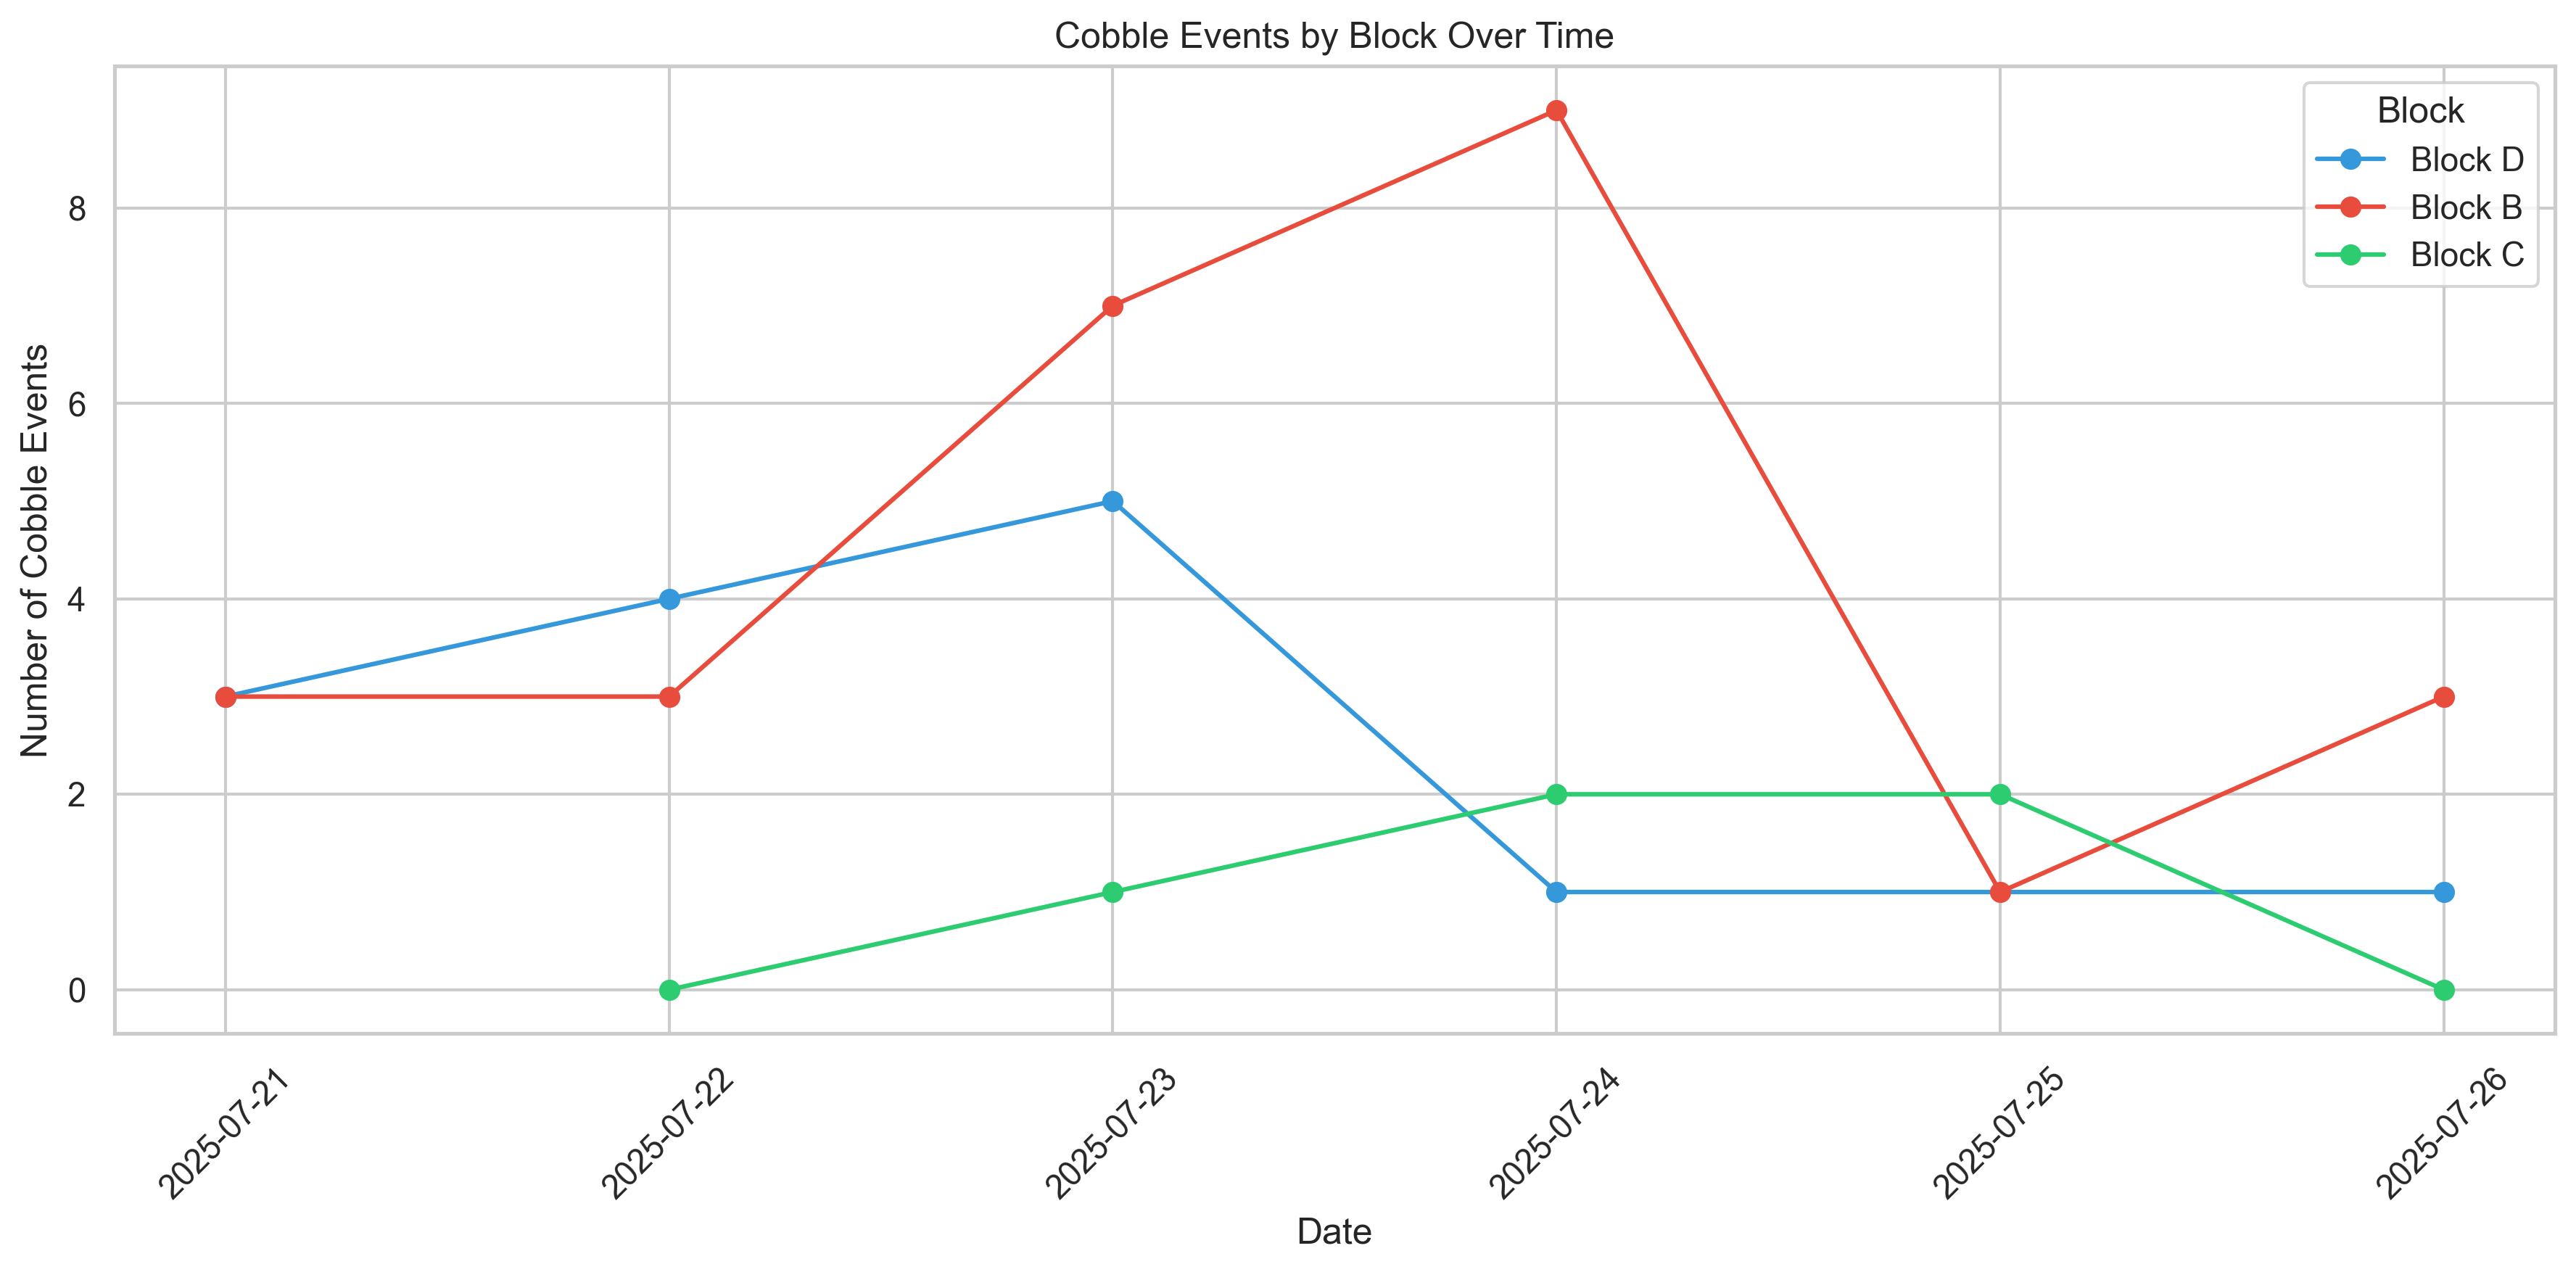 Cobble Events by Block Over Time
Block
Block D
Block B
Block C
Number of Cobble Events
8
6
4
2
0
2025-07-21
2025-07-22
2025-07-23
2025-07-24
2025-07-25
2025-07-26
Date